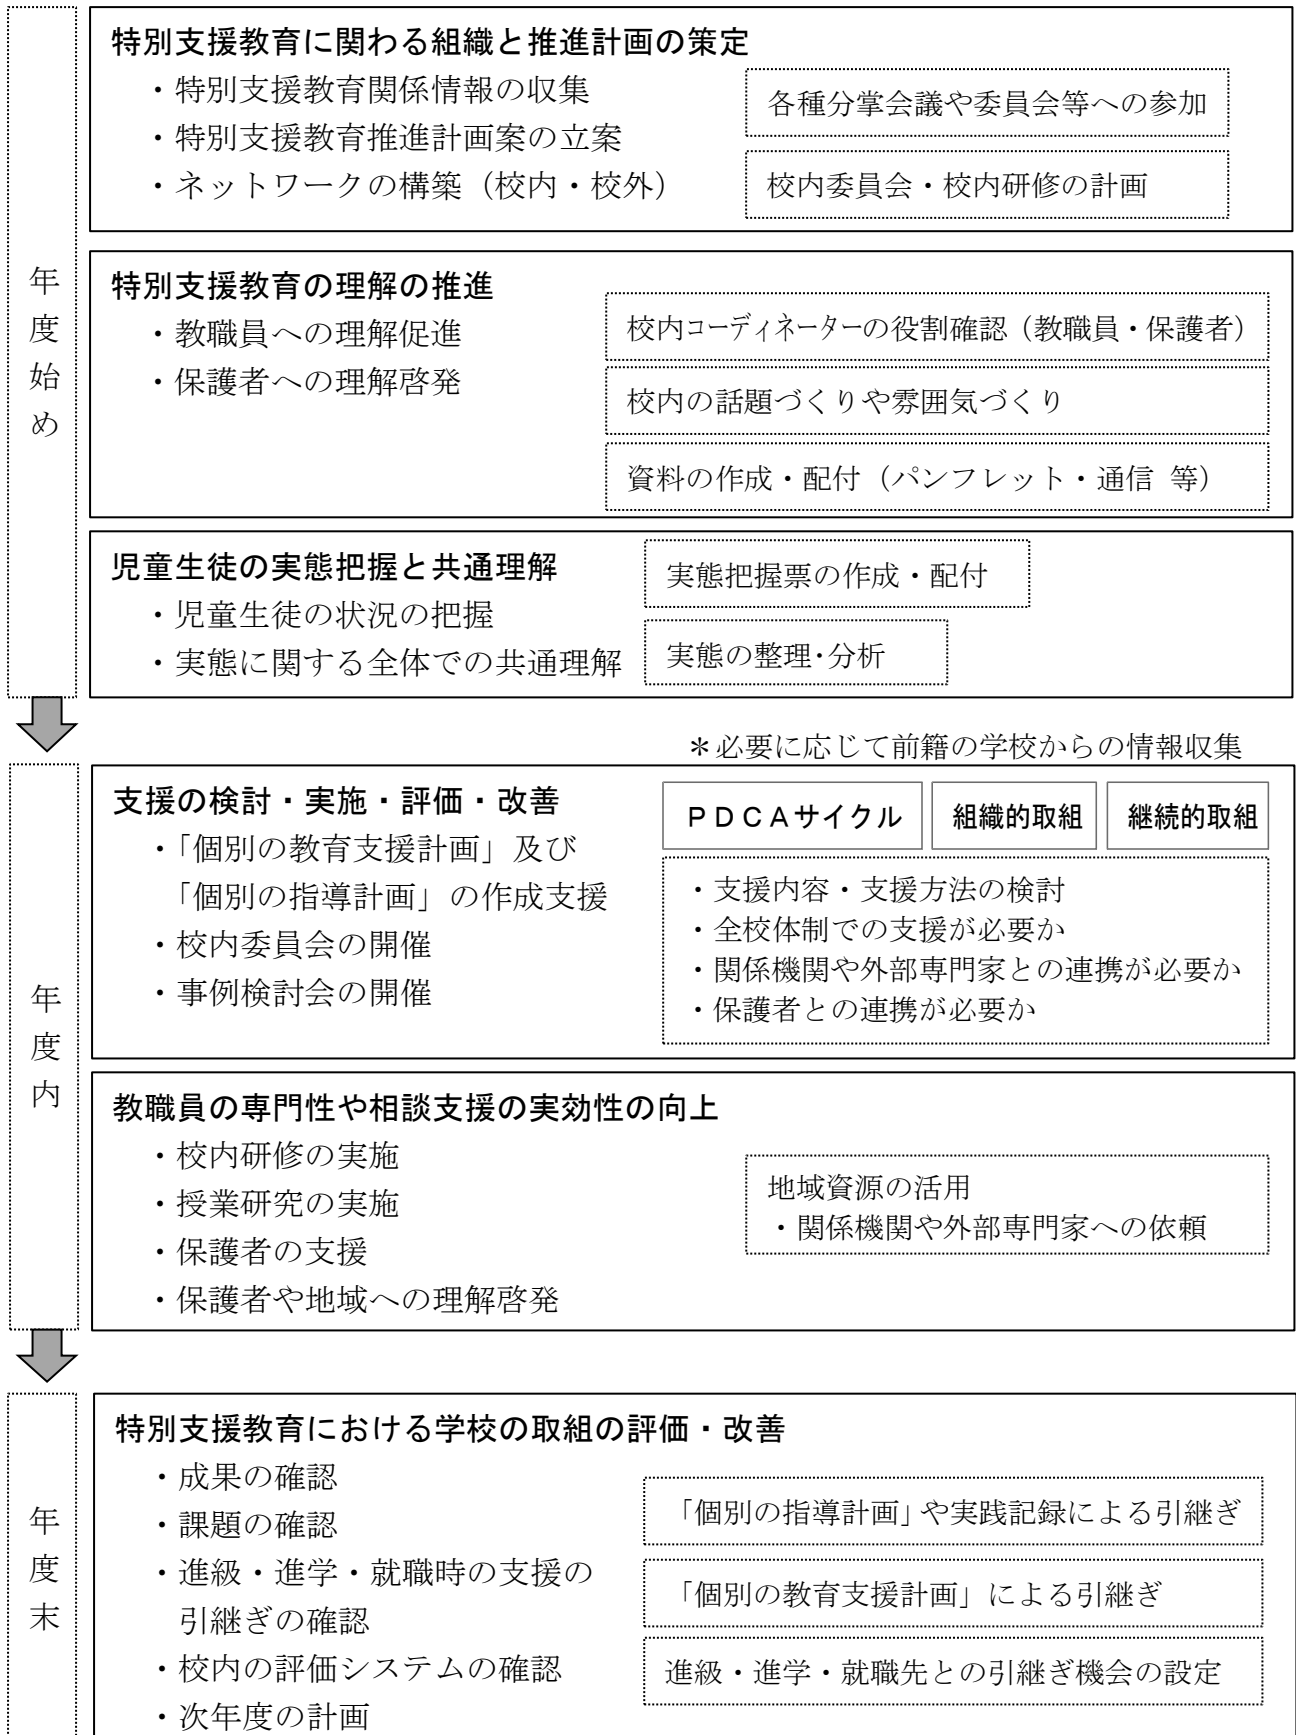 年度始め
特別支援教育に関わる組織と推進計画の策定
・特別支援教育関係情報の収集
・特別支援教育推進計画案の立案
・ネットワークの構築（校内・校外）
各種分掌会議や委員会等への参加
校内委員会・校内研修の計画
特別支援教育の理解の推進
・教職員への理解促進
・保護者への理解啓発
校内コーディネーターの役割確認（教職員・保護者）
校内の話題づくりや雰囲気づくり
資料の作成・配付（パンフレット・通信 等）
児童生徒の実態把握と共通理解
・児童生徒の状況の把握
・実態に関する全体での共通理解
実態把握票の作成・配付
実態の整理・分析
＊必要に応じて前籍の学校からの情報収集
年度内
支援の検討・実施・評価・改善
・「個別の教育支援計画」及び
「個別の指導計画」の作成支援
・校内委員会の開催
・事例検討会の開催
ＰＤＣＡサイクル
組織的取組
継続的取組
・支援内容・支援方法の検討
・全校体制での支援が必要か
・関係機関や外部専門家との連携が必要か
・保護者との連携が必要か
教職員の専門性や相談支援の実効性の向上
・校内研修の実施
・授業研究の実施
・保護者の支援
・保護者や地域への理解啓発
地域資源の活用
・関係機関や外部専門家への依頼
年度末
特別支援教育における学校の取組の評価・改善
・成果の確認
・課題の確認
・進級・進学・就職時の支援の
引継ぎの確認
・校内の評価システムの確認
・次年度の計画
「個別の指導計画」や実践記録による引継ぎ
「個別の教育支援計画」による引継ぎ
進級・進学・就職先との引継ぎ機会の設定